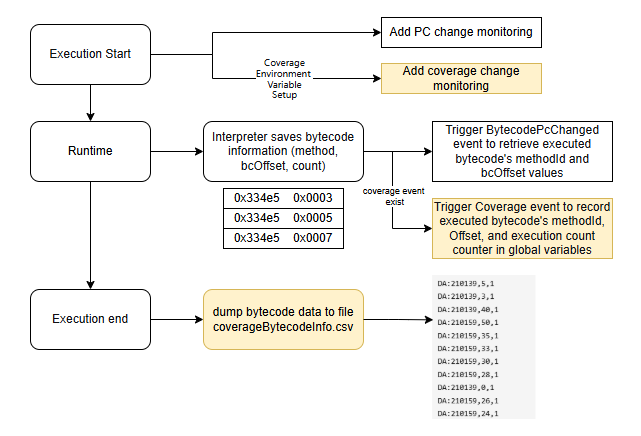 Execution Start
Add PC change monitoring
Coverage
Environment
Variable
Setup
Add coverage change
monitoring
Runtime
Interpreter saves bytecode
information (method,
bcOffset, count)
Trigger BytecodePcChanged
event to retrieve executed
bytecode's methodId and
bcOffset values
coverage event
exist
0x334e5 0x0003
0x334e5 0x0005
0x334e5 0x0007
Trigger Coverage event to record
executed bytecode's methodId,
Offset, and execution count
counter in global variables
Execution end
dump bytecode data to file
coverageBytecodeInfo.csv
DA:210139,5,1
DA:210139,3,1
DA:210139,40,1
DA:210159,50,1
DA:210159,35,1
DA:210159,33,1
DA:210159,30,1
DA:210159,28,1
DA:210139,0,1
DA:210159,26,1
DA:210159,24,1